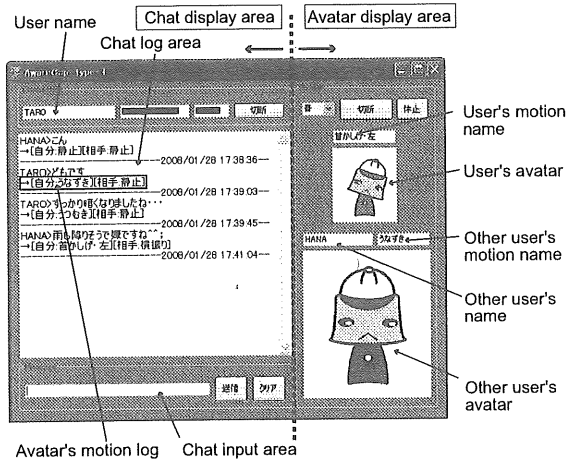 User name
Chat display area
Avatar display area
Chat log area
TARO
切断
切断
休止
首かしげ・左
User's motion name
User's avatar
HANA>こん
→[自分:静止][相手:静止]
2008/01/28 17:38:36
TARO>どもです
→[自分:うなずき][相手:静止]
2008/01/28 17:39:03
TARO>すっかり暗くなりましたね・・・
→[自分:うつむき][相手:静止]
2008/01/28 17:39:45
HANA>雨も降りそうで嫌ですね^^;
→[自分:首かしげ・左][相手:横振り]
2008/01/28 17:41:04
HANA
うなずき
Other user's motion name
Other user's name
Other user's avatar
送信
クリア
Avatar's motion log
Chat input area